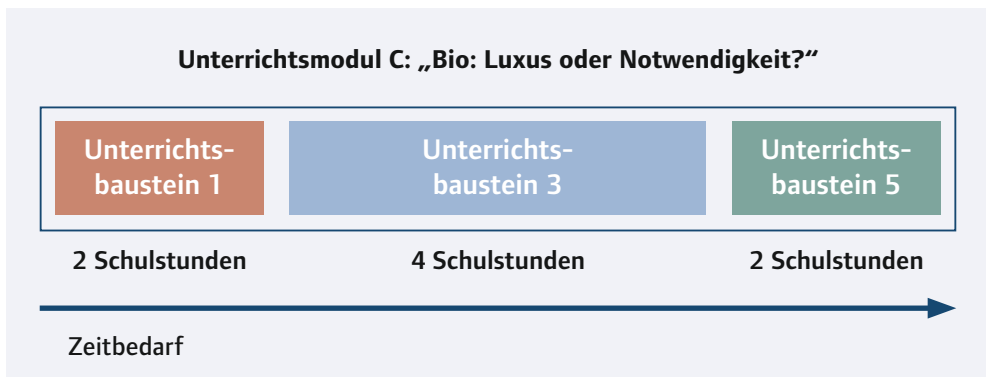 Unterrichtsmodul C: „Bio: Luxus oder Notwendigkeit?“
Unterrichts-
baustein 1
Unterrichts-
baustein 3
Unterrichts-
baustein 5
2 Schulstunden
4 Schulstunden
2 Schulstunden
Zeitbedarf